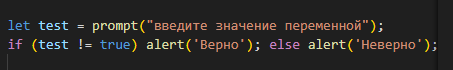 let test = prompt("введите значение переменной");
if (test != true) alert('Верно'); else alert('Неверно');